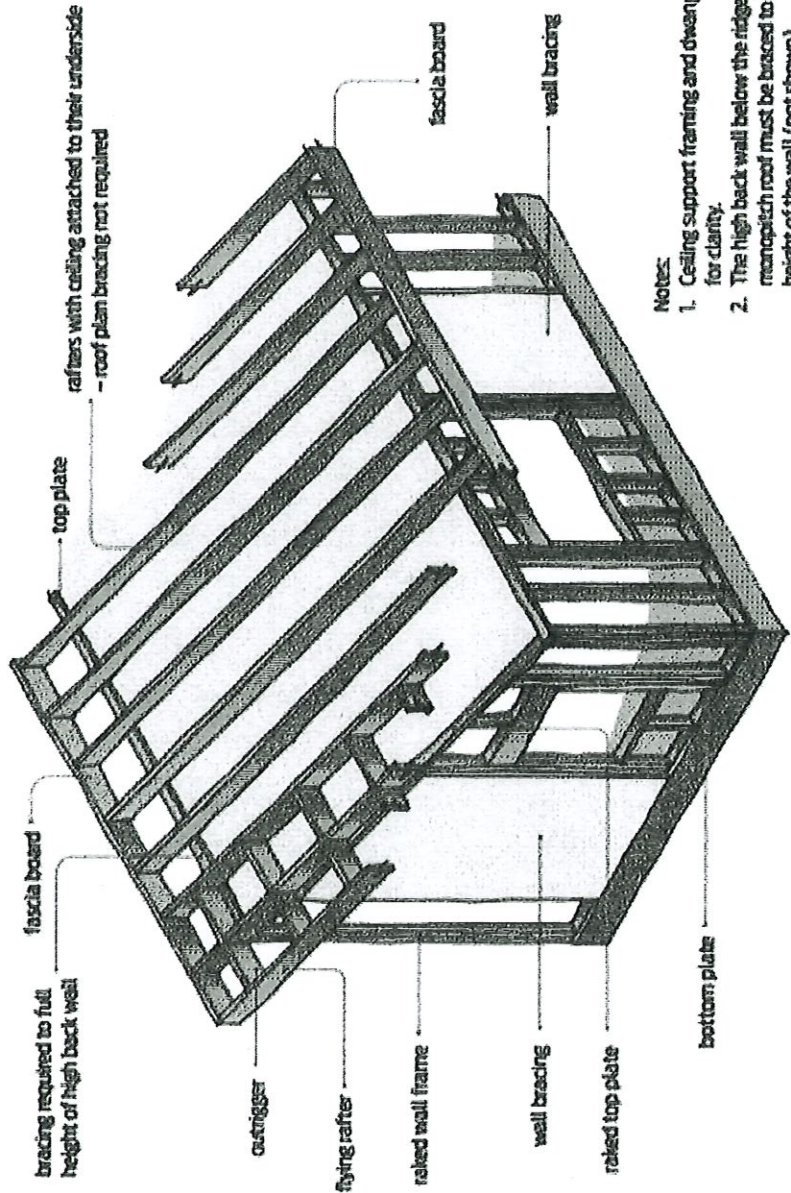 bracing required to full
height of high back wall
fascia board
top plate
rafters with ceiling attached to their underside
– roof plan bracing not required
fascia board
wall bracing
outrigger
flying rafter
raked wall frame
wall bracing
raked top plate
bottom plate
Notes:
1. Ceiling support framing and dwang
for clarity.
2. The high back wall below the ridge
monopitch roof must be braced to
height of the wall (not shown)